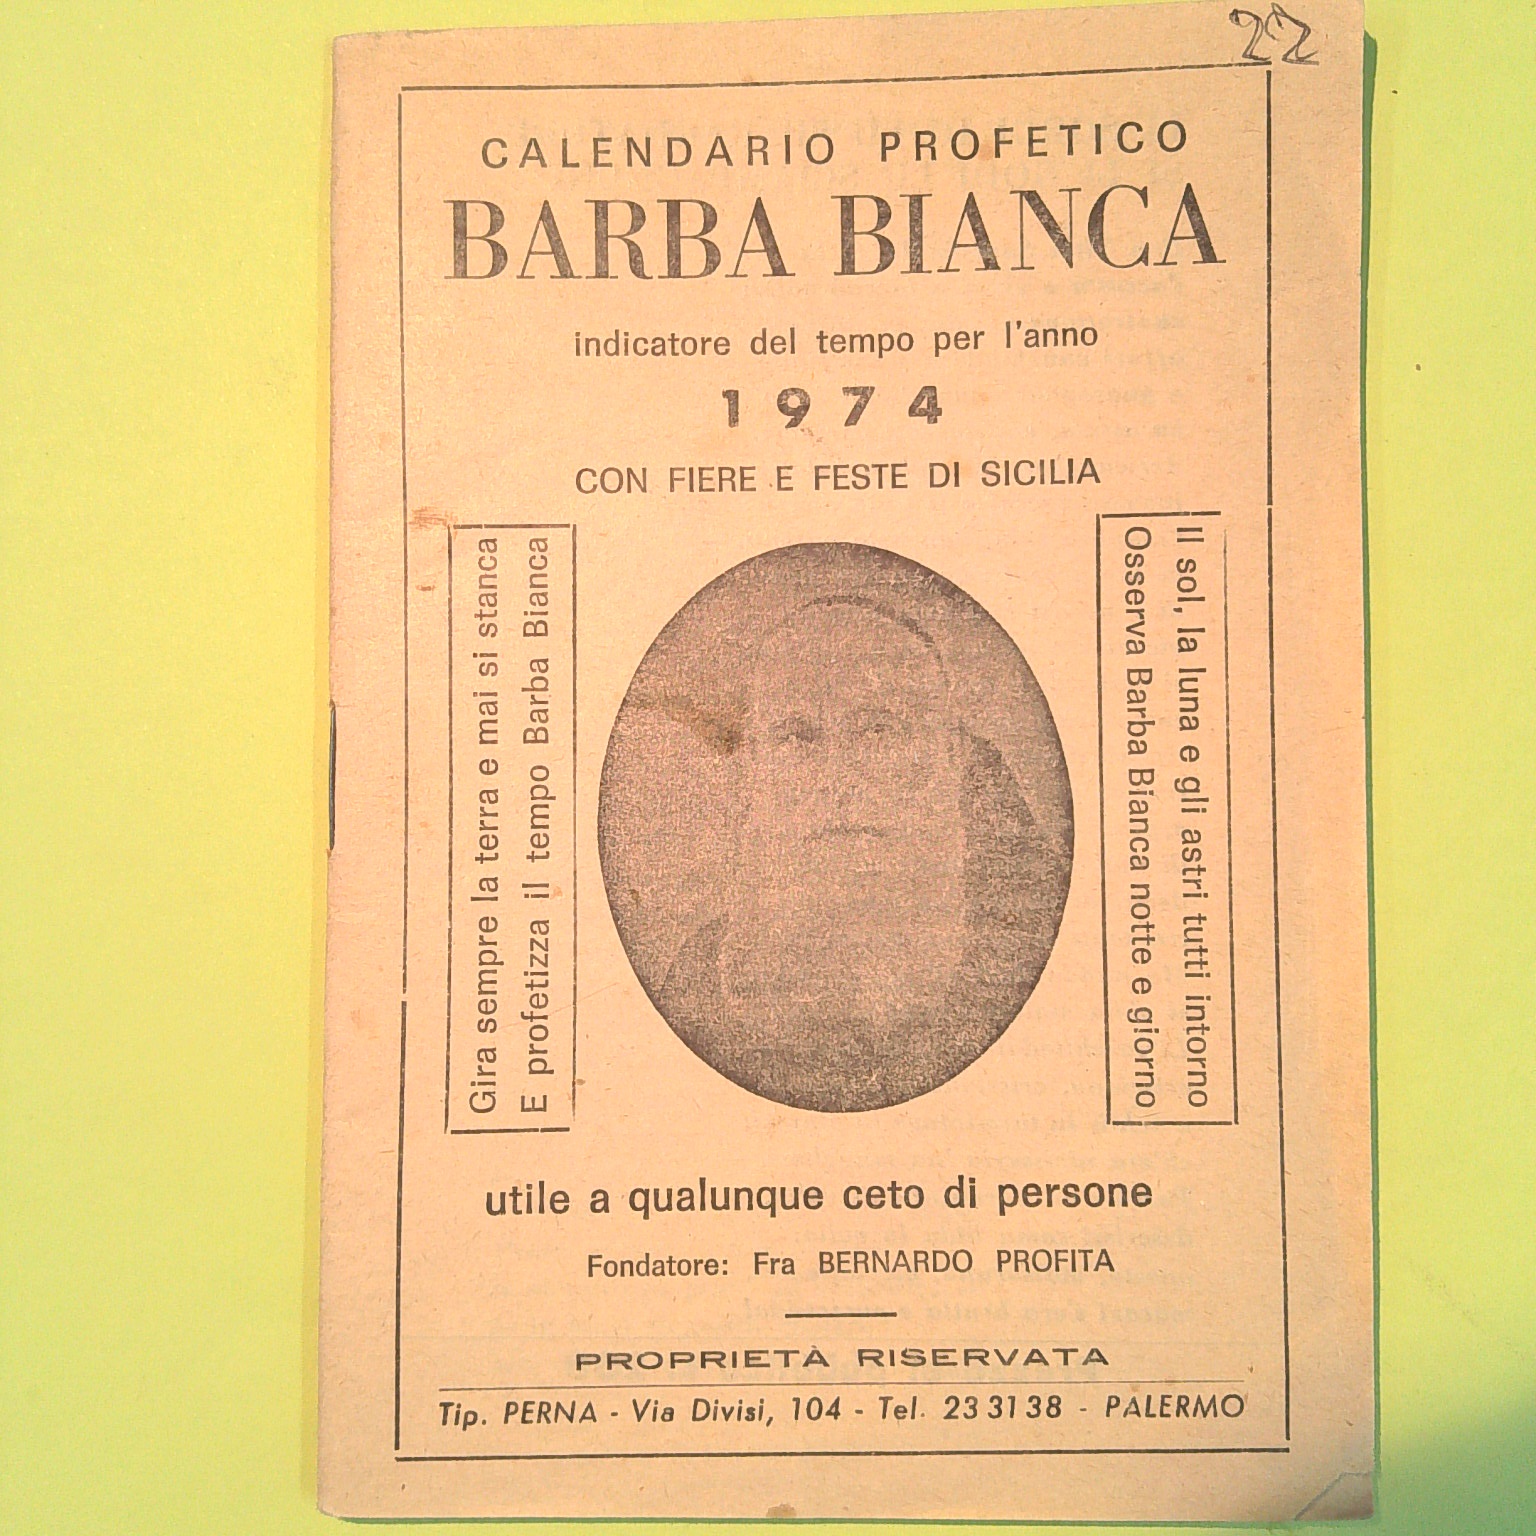 22
CALENDARIO PROFETICO
BARBA BIANCA
indicatore del tempo per l'anno
1974
CON FIERE E FESTE DI SICILIA
Gira sempre la terra e mai si stanca
E profetizza il tempo Barba Bianca
Il sol, la luna e gli astri tutti intorno
Osserva Barba Bianca notte e giorno
utile a qualunque ceto di persone
Fondatore: Fra BERNARDO PROFITA
PROPRIETÀ RISERVATA
Tip. PERNA - Via Divisi, 104 - Tel. 23 31 38 - PALERMO